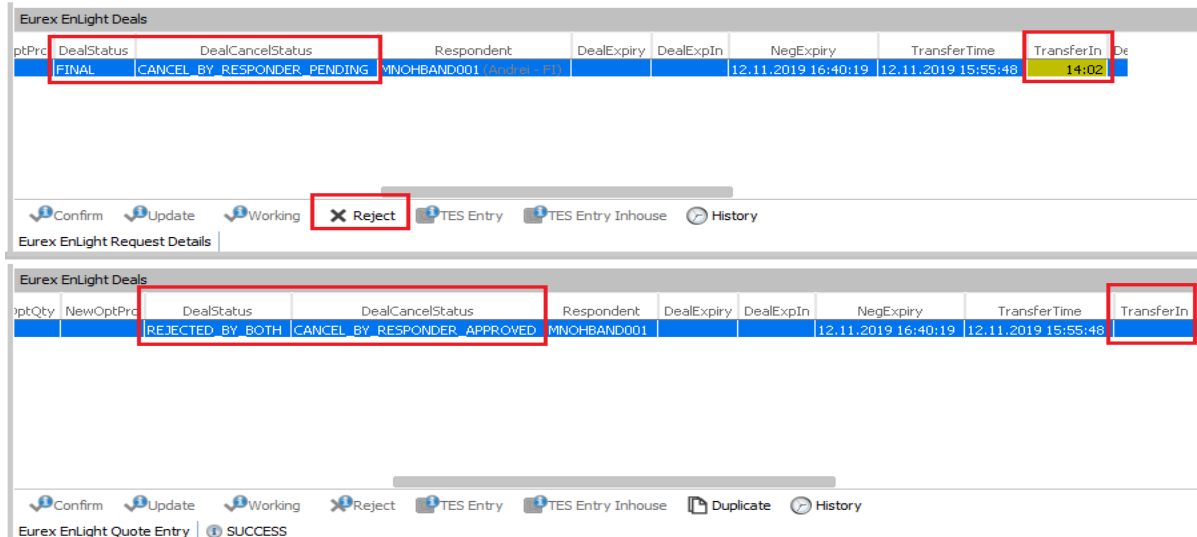 Eurex EnLight Deals
ptPrc DealStatus DealCancelStatus Respondent DealExpiry DealExpIn NegExpiry TransferTime TransferIn De
FINAL CANCEL_BY_RESPONDER_PENDING MNOHBAND001 (Andrei - FI) 12.11.2019 16:40:19 12.11.2019 15:55:48 14:02
Confirm Update Working Reject TES Entry TES Entry Inhouse History
Eurex EnLight Request Details
Eurex EnLight Deals
OptQty NewOptPrc DealStatus DealCancelStatus Respondent DealExpiry DealExpIn NegExpiry TransferTime TransferIn
REJECTED_BY_BOTH CANCEL_BY_RESPONDER_APPROVED MNOHBAND001 12.11.2019 16:40:19 12.11.2019 15:55:48
Confirm Update Working Reject TES Entry TES Entry Inhouse Duplicate History
Eurex EnLight Quote Entry SUCCESS